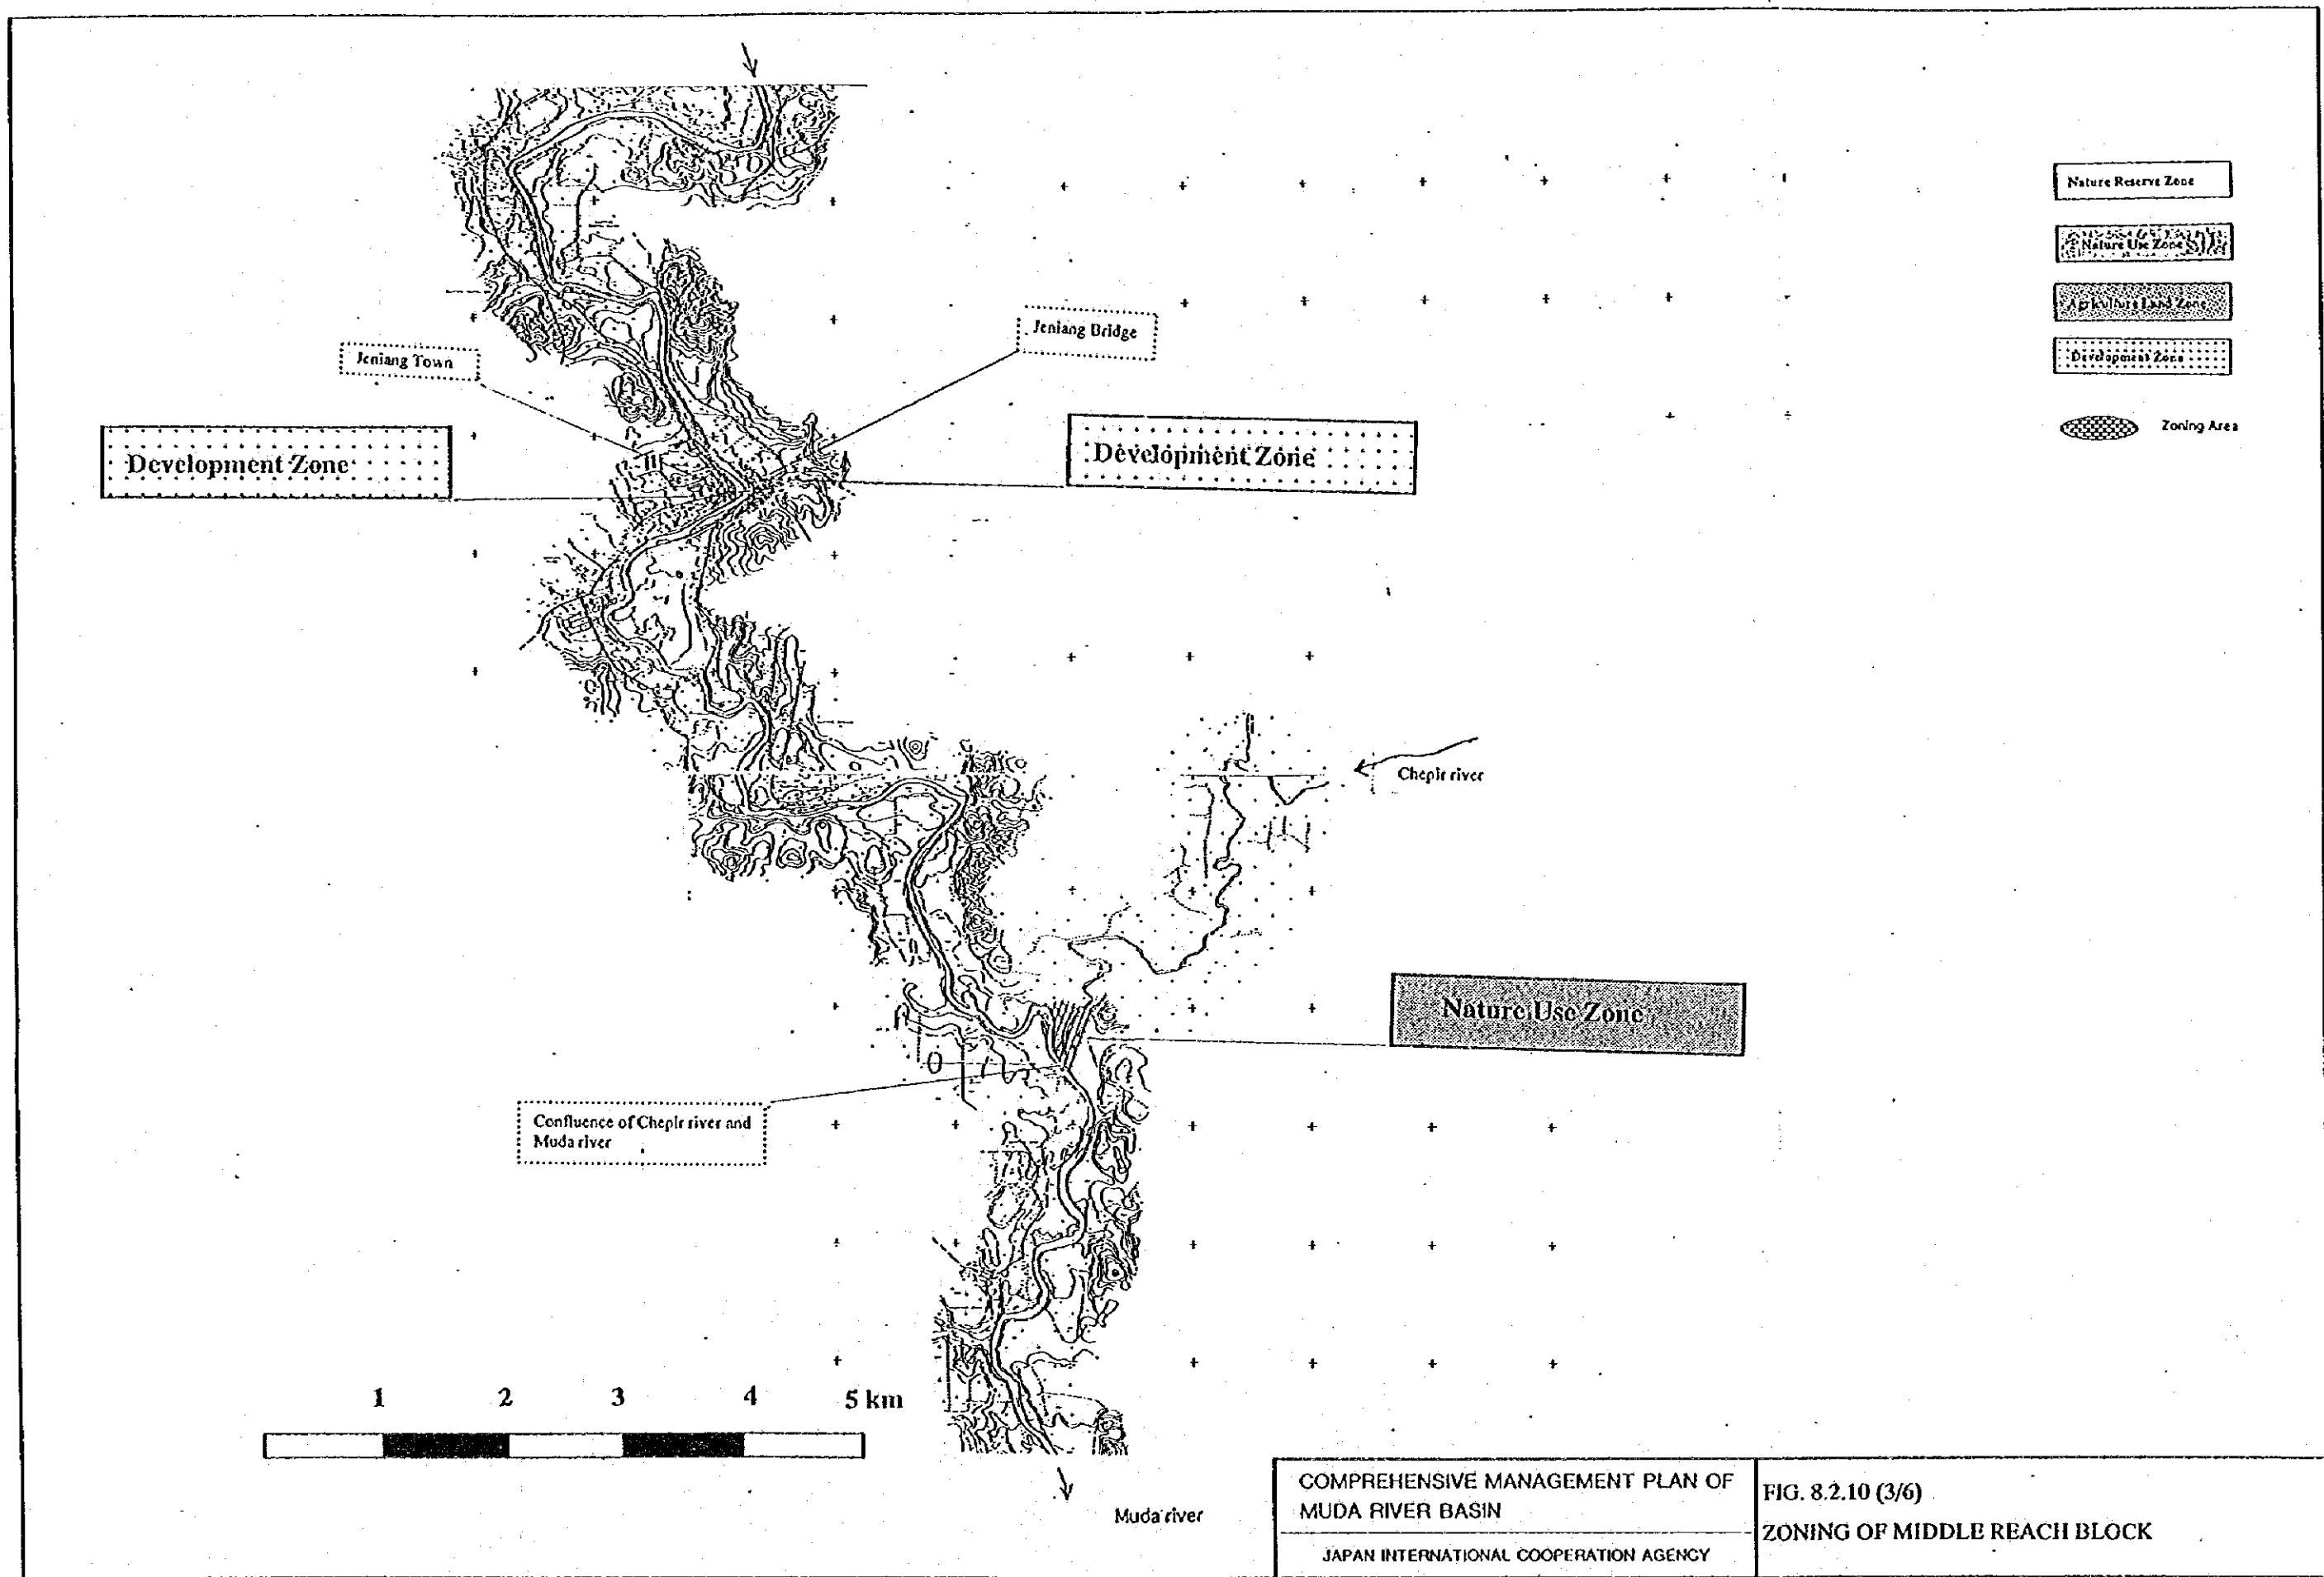 Nature Reserve Zone
Nature Use Zone
Agriculture Land Zone
Development Zone
Zoning Area
Jeniang Bridge
Jeniang Town
Development Zone
Development Zone
Chepir river
Nature Use Zone
Confluence of Chepir river and
Muda river
1 2 3 4 5 km
Muda river
COMPREHENSIVE MANAGEMENT PLAN OF
MUDA RIVER BASIN
JAPAN INTERNATIONAL COOPERATION AGENCY
FIG. 8.2.10 (3/6)
ZONING OF MIDDLE REACH BLOCK